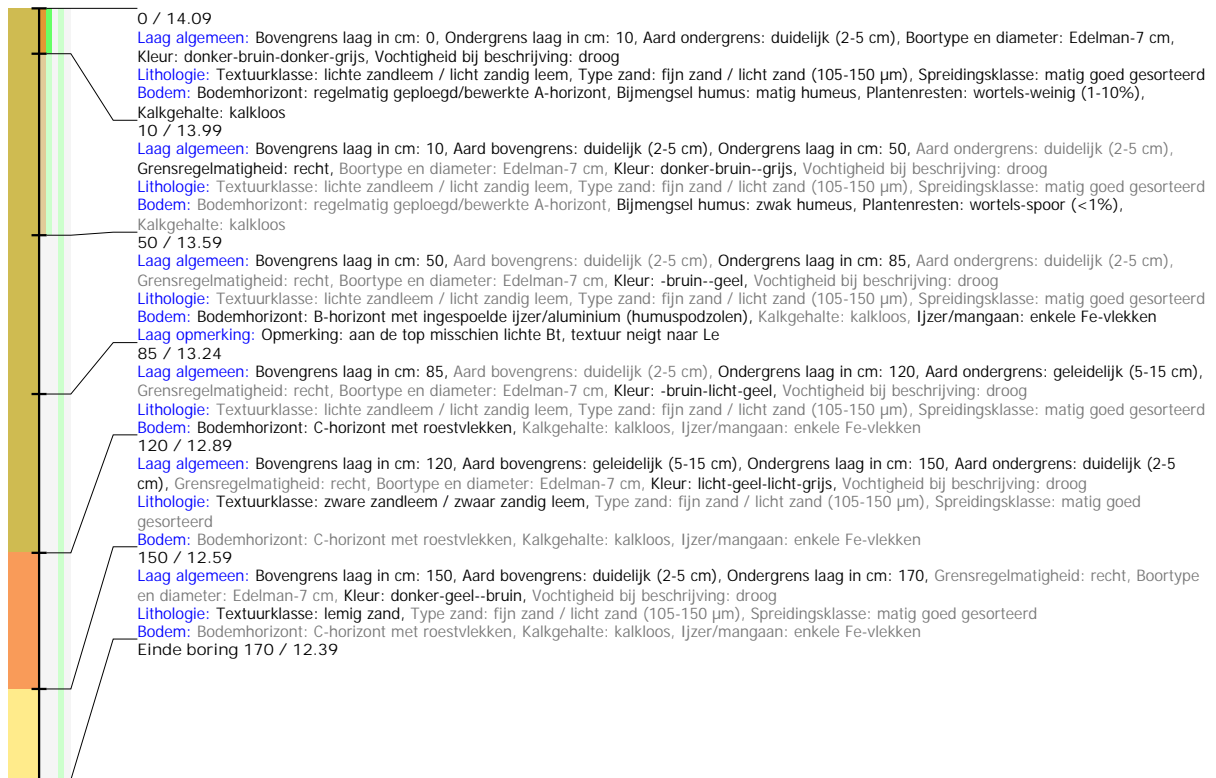 0 / 14.09
Laag algemeen: Bovengrens laag in cm: 0, Ondergrens laag in cm: 10, Aard ondergrens: duidelijk (2-5 cm), Boortype en diameter: Edelman-7 cm,
Kleur: donker-bruin-donker-grijs, Vochtigheid bij beschrijving: droog
Lithologie: Textuurklasse: lichte zandleem / licht zandig leem, Type zand: fijn zand / licht zand (105-150 µm), Spreidingsklasse: matig goed gesorteerd
Bodem: Bodemhorizont: regelmatig geploegd/bewerkte A-horizont, Bijmengsel humus: matig humeus, Plantenresten: wortels-weinig (1-10%),
Kalkgehalte: kalkloos
10 / 13.99
Laag algemeen: Bovengrens laag in cm: 10, Aard bovengrens: duidelijk (2-5 cm), Ondergrens laag in cm: 50, Aard ondergrens: duidelijk (2-5 cm),
Grensregelmatigheid: recht, Boortype en diameter: Edelman-7 cm, Kleur: donker-bruin--grijs, Vochtigheid bij beschrijving: droog
Lithologie: Textuurklasse: lichte zandleem / licht zandig leem, Type zand: fijn zand / licht zand (105-150 µm), Spreidingsklasse: matig goed gesorteerd
Bodem: Bodemhorizont: regelmatig geploegd/bewerkte A-horizont, Bijmengsel humus: zwak humeus, Plantenresten: wortels-spoor (<1%),
Kalkgehalte: kalkloos
50 / 13.59
Laag algemeen: Bovengrens laag in cm: 50, Aard bovengrens: duidelijk (2-5 cm), Ondergrens laag in cm: 85, Aard ondergrens: duidelijk (2-5 cm),
Grensregelmatigheid: recht, Boortype en diameter: Edelman-7 cm, Kleur: -bruin--geel, Vochtigheid bij beschrijving: droog
Lithologie: Textuurklasse: lichte zandleem / licht zandig leem, Type zand: fijn zand / licht zand (105-150 µm), Spreidingsklasse: matig goed gesorteerd
Bodem: Bodemhorizont: B-horizont met ingespoelde ijzer/aluminium (humuspodzolen), Kalkgehalte: kalkloos, Ijzer/mangaan: enkele Fe-vlekken
Laag opmerking: Opmerking: aan de top misschien lichte Bt, textuur neigt naar Le
85 / 13.24
Laag algemeen: Bovengrens laag in cm: 85, Aard bovengrens: duidelijk (2-5 cm), Ondergrens laag in cm: 120, Aard ondergrens: geleidelijk (5-15 cm),
Grensregelmatigheid: recht, Boortype en diameter: Edelman-7 cm, Kleur: -bruin-licht-geel, Vochtigheid bij beschrijving: droog
Lithologie: Textuurklasse: lichte zandleem / licht zandig leem, Type zand: fijn zand / licht zand (105-150 µm), Spreidingsklasse: matig goed gesorteerd
Bodem: Bodemhorizont: C-horizont met roestvlekken, Kalkgehalte: kalkloos, Ijzer/mangaan: enkele Fe-vlekken
120 / 12.89
Laag algemeen: Bovengrens laag in cm: 120, Aard bovengrens: geleidelijk (5-15 cm), Ondergrens laag in cm: 150, Aard ondergrens: duidelijk (2-5
cm), Grensregelmatigheid: recht, Boortype en diameter: Edelman-7 cm, Kleur: licht-geel-licht-grijs, Vochtigheid bij beschrijving: droog
Lithologie: Textuurklasse: zware zandleem / zwaar zandig leem, Type zand: fijn zand / licht zand (105-150 µm), Spreidingsklasse: matig goed
gesorteerd
Bodem: Bodemhorizont: C-horizont met roestvlekken, Kalkgehalte: kalkloos, Ijzer/mangaan: enkele Fe-vlekken
150 / 12.59
Laag algemeen: Bovengrens laag in cm: 150, Aard bovengrens: duidelijk (2-5 cm), Ondergrens laag in cm: 170, Grensregelmatigheid: recht, Boortype
en diameter: Edelman-7 cm, Kleur: donker-geel--bruin, Vochtigheid bij beschrijving: droog
Lithologie: Textuurklasse: lemig zand, Type zand: fijn zand / licht zand (105-150 µm), Spreidingsklasse: matig goed gesorteerd
Bodem: Bodemhorizont: C-horizont met roestvlekken, Kalkgehalte: kalkloos, Ijzer/mangaan: enkele Fe-vlekken
Einde boring 170 / 12.39